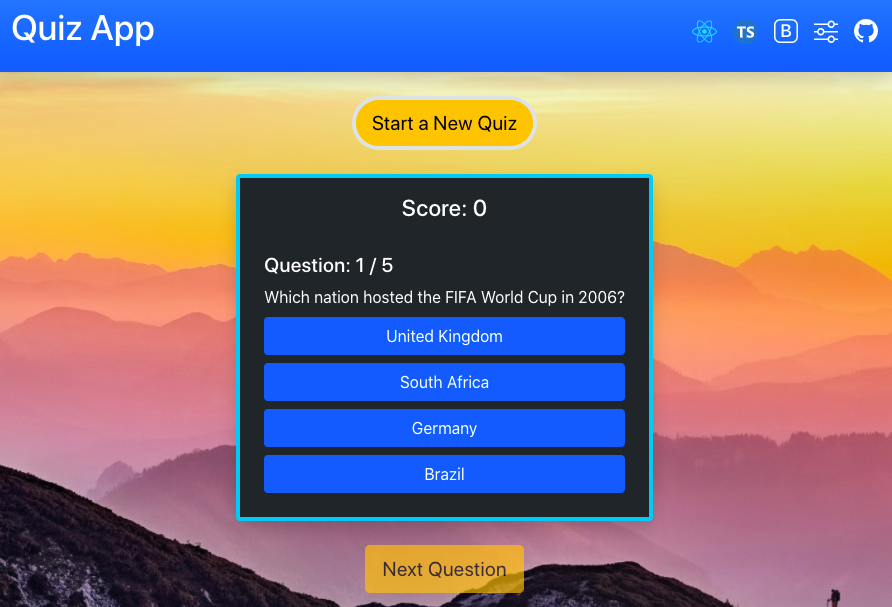 Quiz App
TS
B
Start a New Quiz
Score: 0
Question: 1 / 5
Which nation hosted the FIFA World Cup in 2006?
United Kingdom
South Africa
Germany
Brazil
Next Question